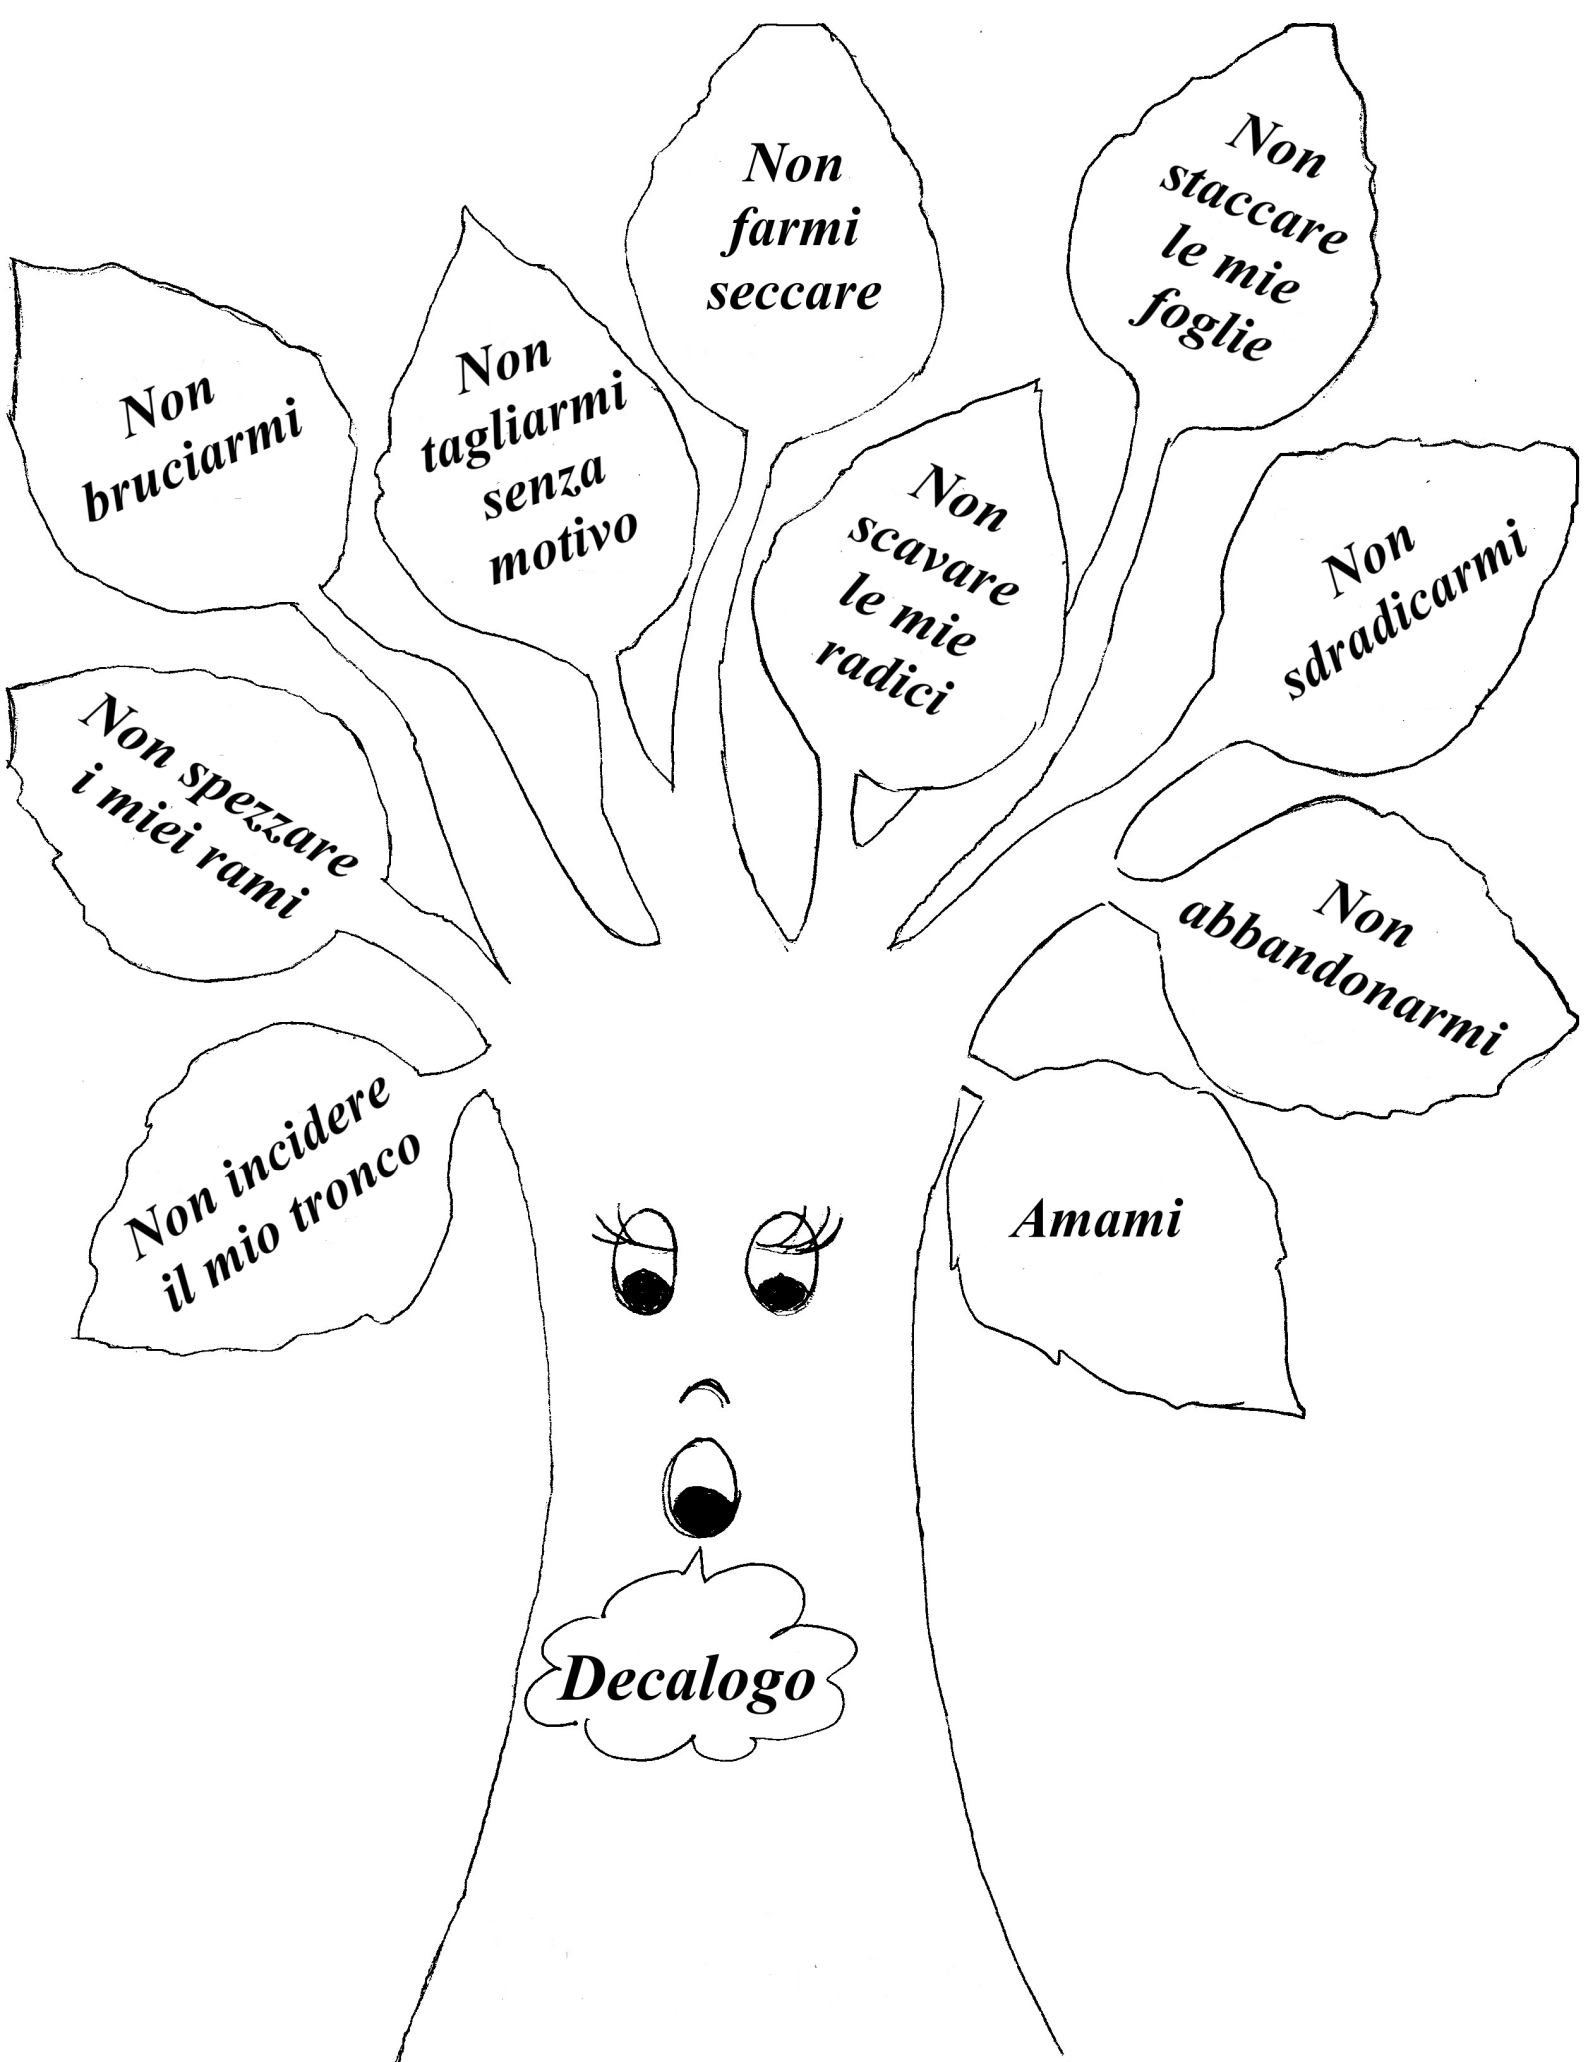 Non
farmi
seccare
Non
staccare
le mie
foglie
Non
bruciarmi
Non
tagliarmi
senza
motivo
Non
scavare
le mie
radici
Non
sdradicarmi
Non spezzare
i miei rami
Non
abbandonarmi
Non incidere
il mio tronco
Amami
Decalogo